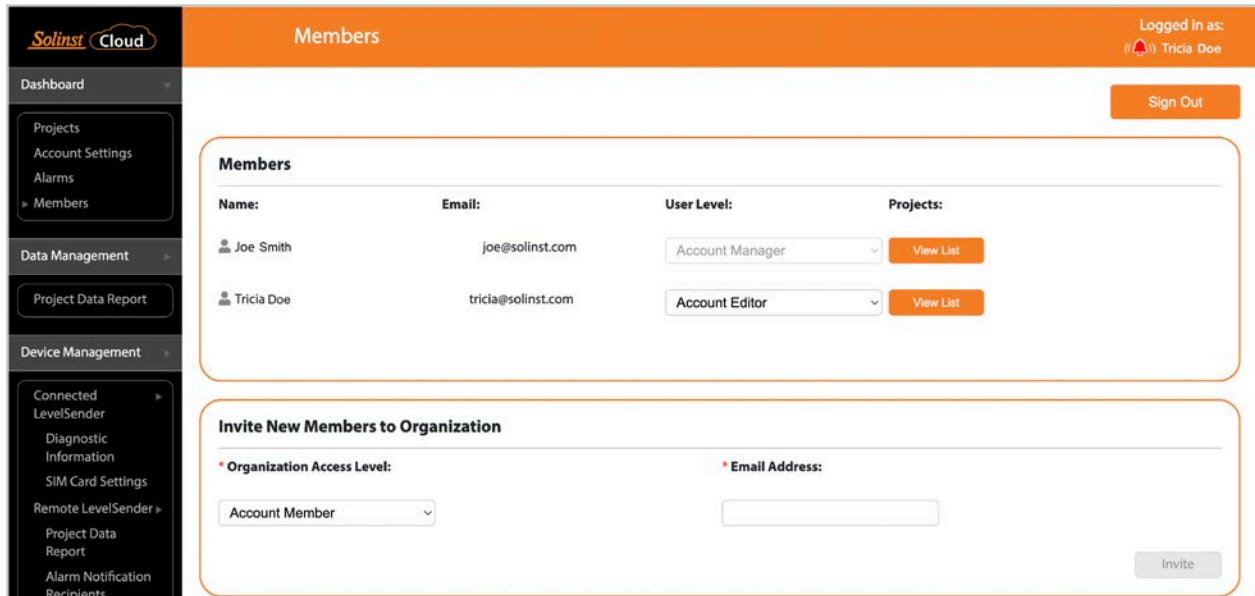 Solinst Cloud
Members
Logged in as:
Tricia Doe
Sign Out
Dashboard
Projects
Account Settings
Alarms
Members
Data Management
Project Data Report
Device Management
Connected
LevelSender
Diagnostic
Information
SIM Card Settings
Remote LevelSender
Project Data
Report
Alarm Notification
Recipients
Members
Name: Email: User Level: Projects:
Joe Smith joe@solinst.com Account Manager View List
Tricia Doe tricia@solinst.com Account Editor View List
Invite New Members to Organization
* Organization Access Level: * Email Address:
Account Member
Invite